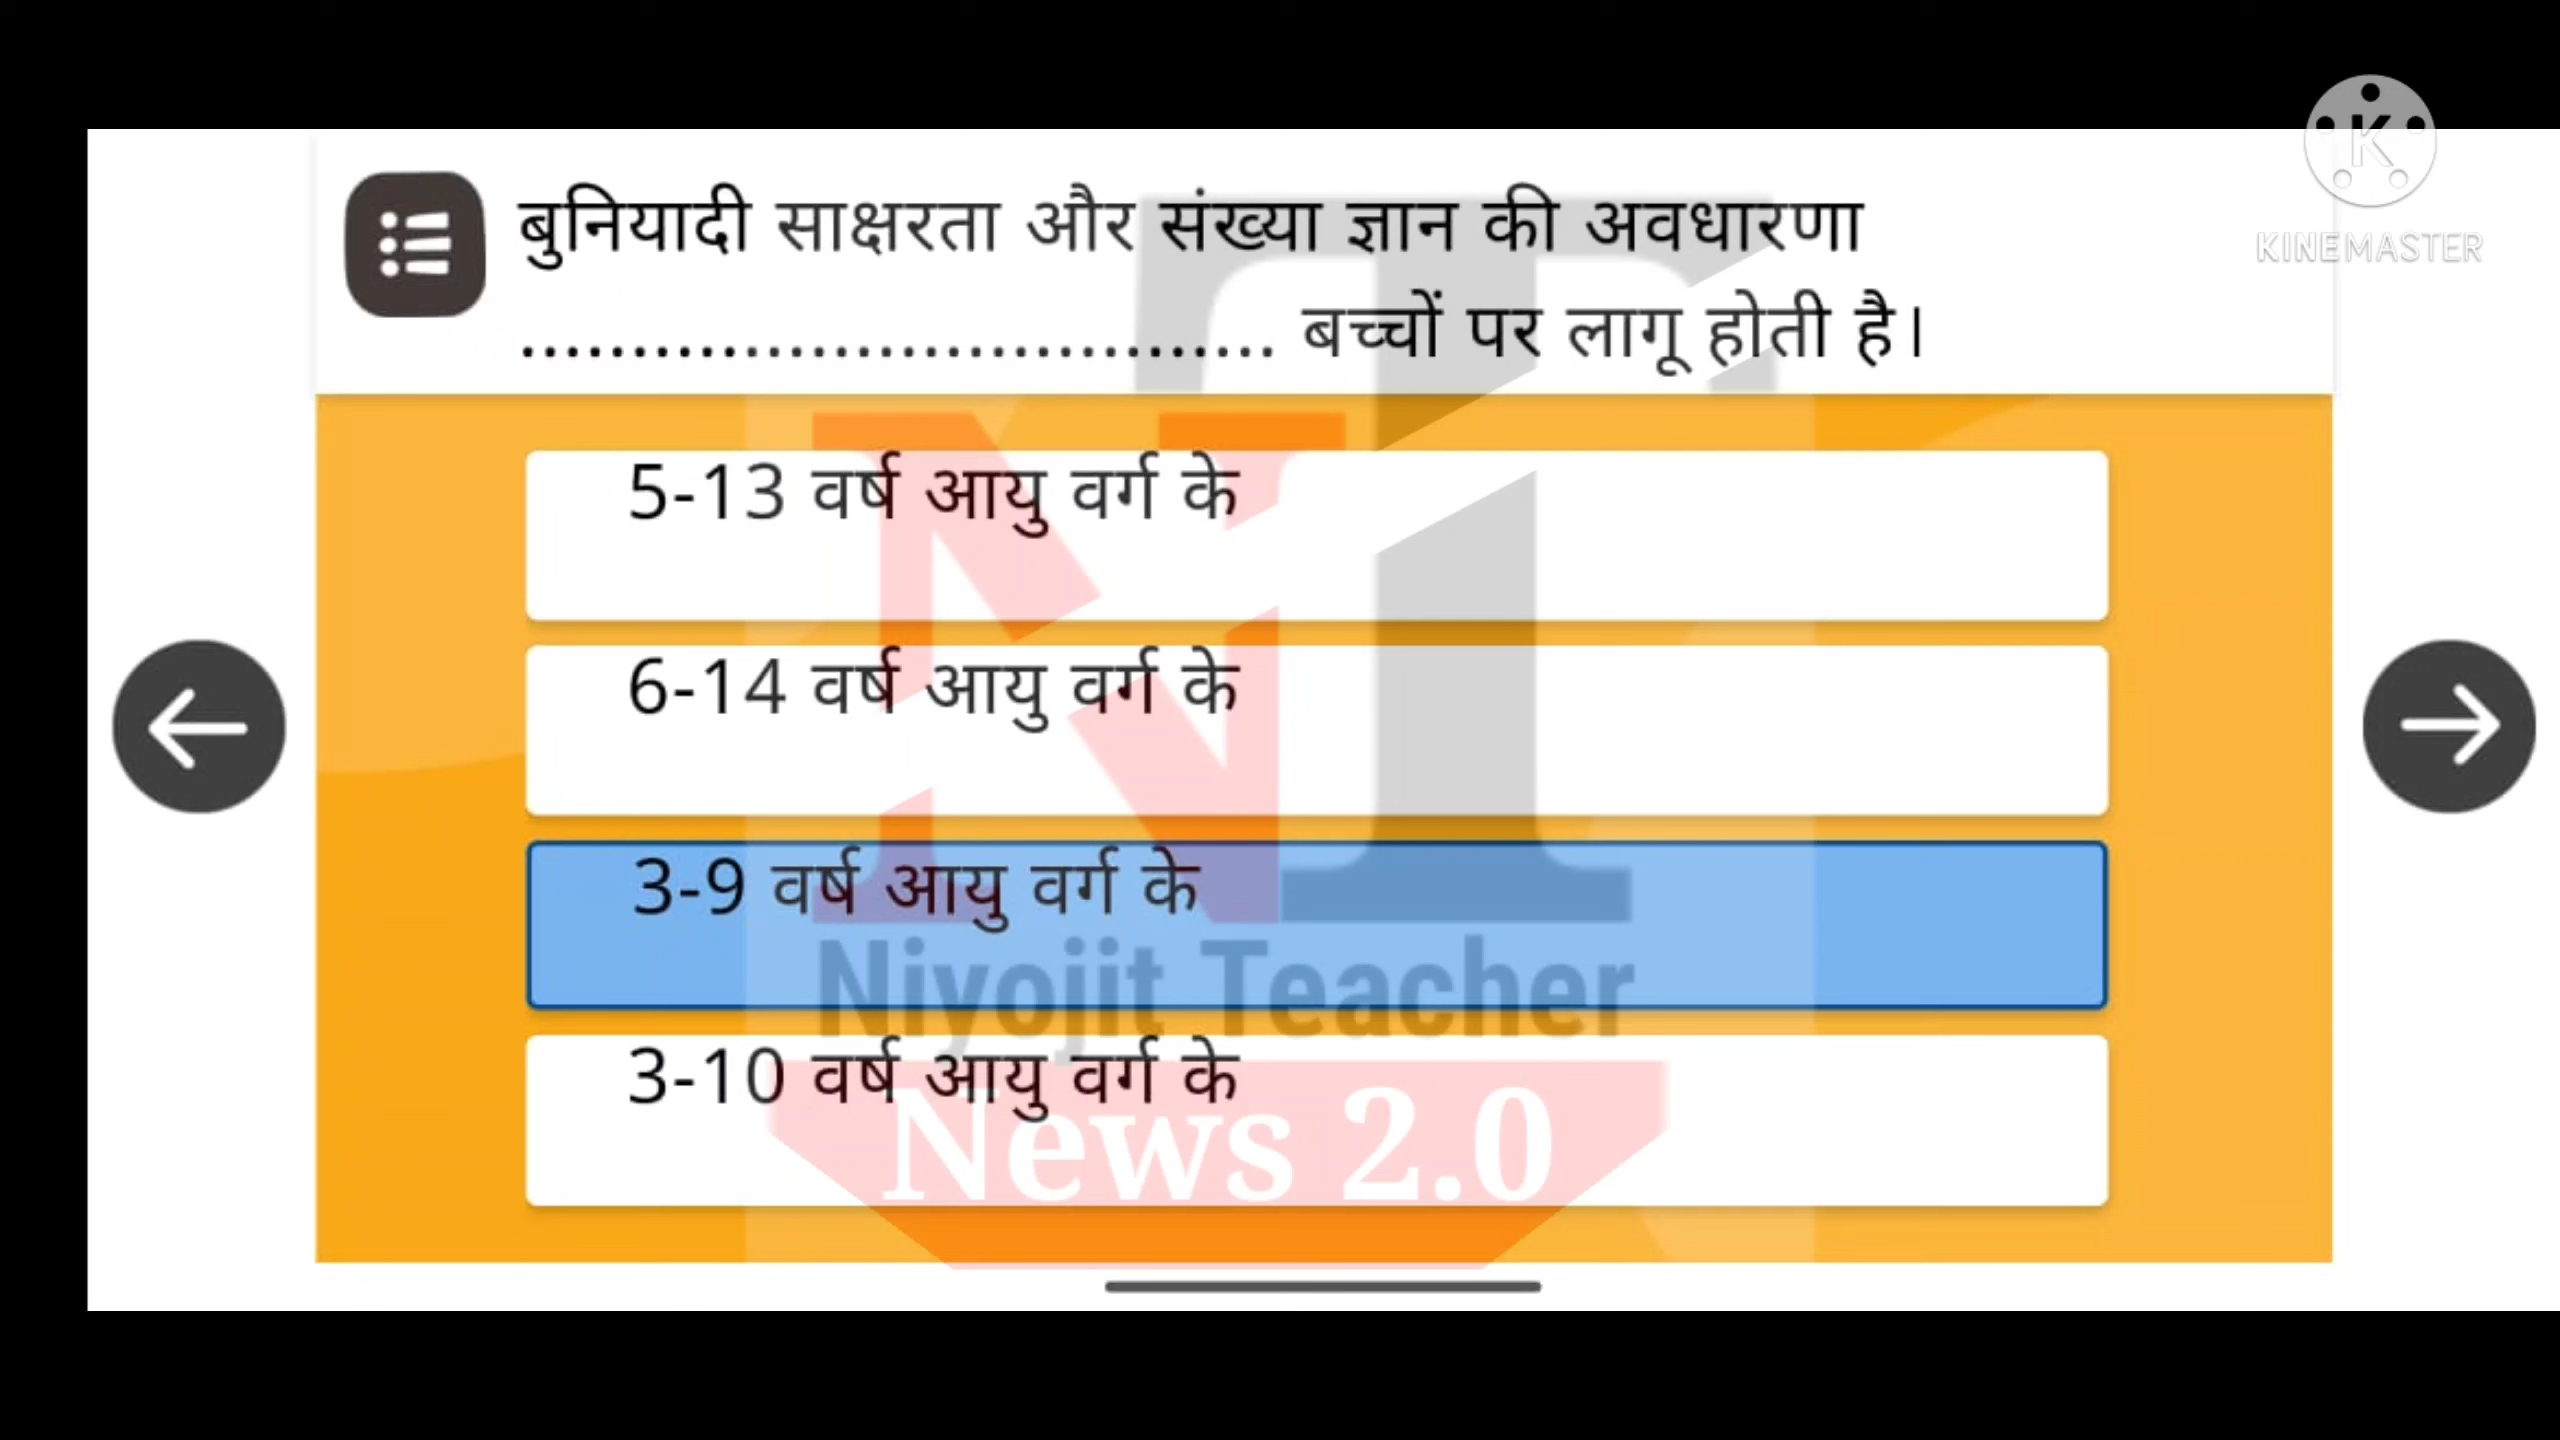 बुनियादी साक्षरता और संख्या ज्ञान की अवधारणा
.................................. बच्चों पर लागू होती है।
KINEMASTER
5-13 वर्ष आयु वर्ग के
6-14 वर्ष आयु वर्ग के
3-9 वर्ष आयु वर्ग के
3-10 वर्ष आयु वर्ग के
NT
Niyojit Teacher
News 2.0